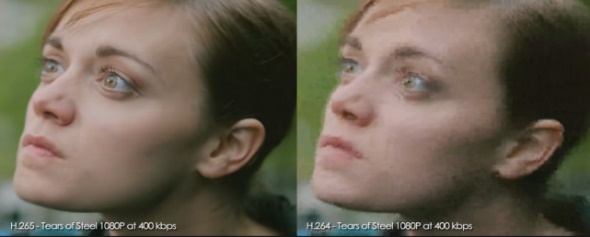 H.265 - Tears of Steel 1080P at 400 kbps
H.264 - Tears of Steel 1080P at 400 kbps